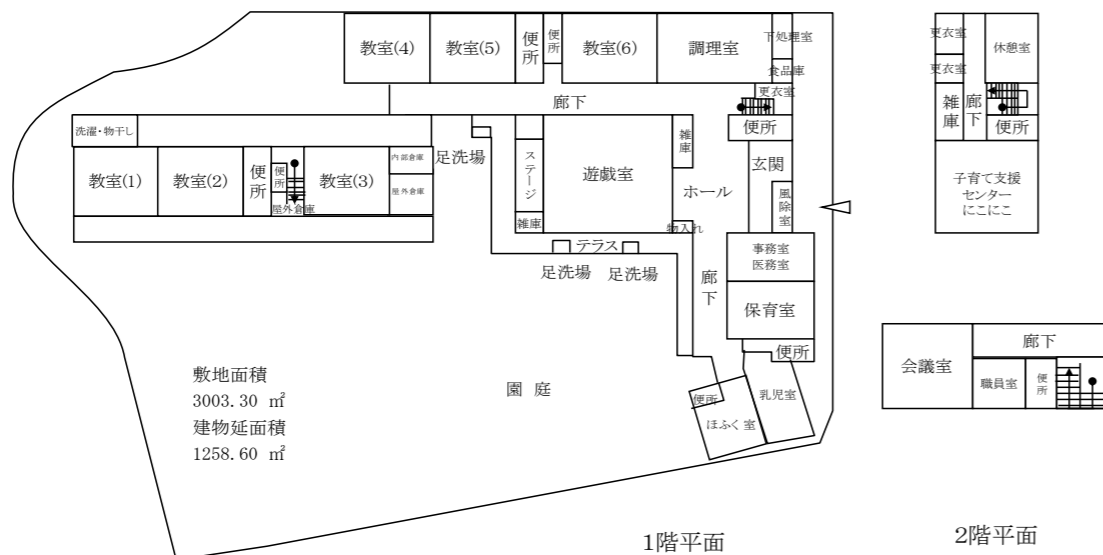 教室(4)
教室(5)
便所
便所
教室(6)
調理室
下処理室
食品庫
更衣室
廊下
便所
洗濯・物干し
教室(1)
教室(2)
便所
便所
屋外倉庫
教室(3)
内部倉庫
屋外倉庫
足洗場
ステージ
雑庫
遊戯室
雑庫
ホール
物入れ
玄関
風除室
テラス
足洗場
足洗場
廊下
事務室
医務室
保育室
便所
乳児室
便所
ほふく室
園庭
敷地面積
3003.30 ㎡
建物延面積
1258.60 ㎡
1階平面
更衣室
更衣室
休憩室
雑庫
廊下
便所
子育て支援
センター
にこにこ
会議室
廊下
職員室
便所
2階平面